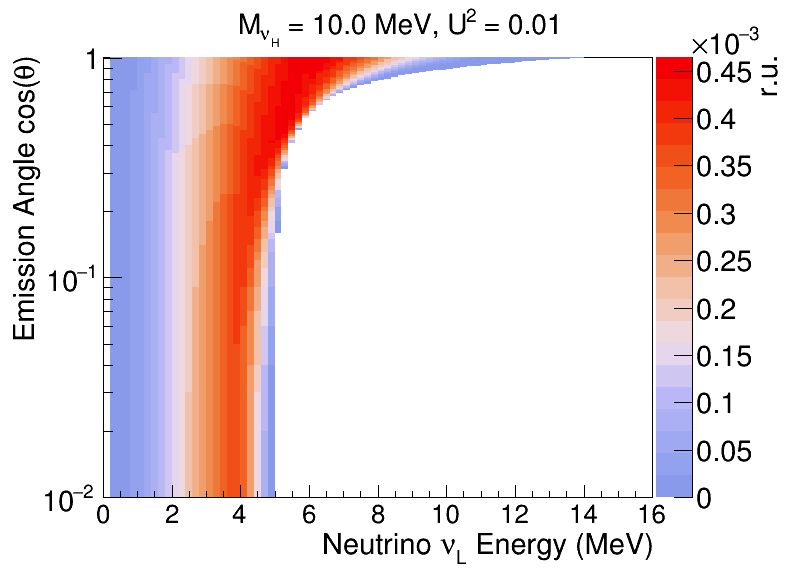 M_{ν_H} = 10.0 MeV, U² = 0.01
×10⁻³
Emission Angle cos(θ)
r.u.
1
10⁻¹
10⁻²
0.45
0.4
0.35
0.3
0.25
0.2
0.15
0.1
0.05
0
0 2 4 6 8 10 12 14 16
Neutrino ν_L Energy (MeV)